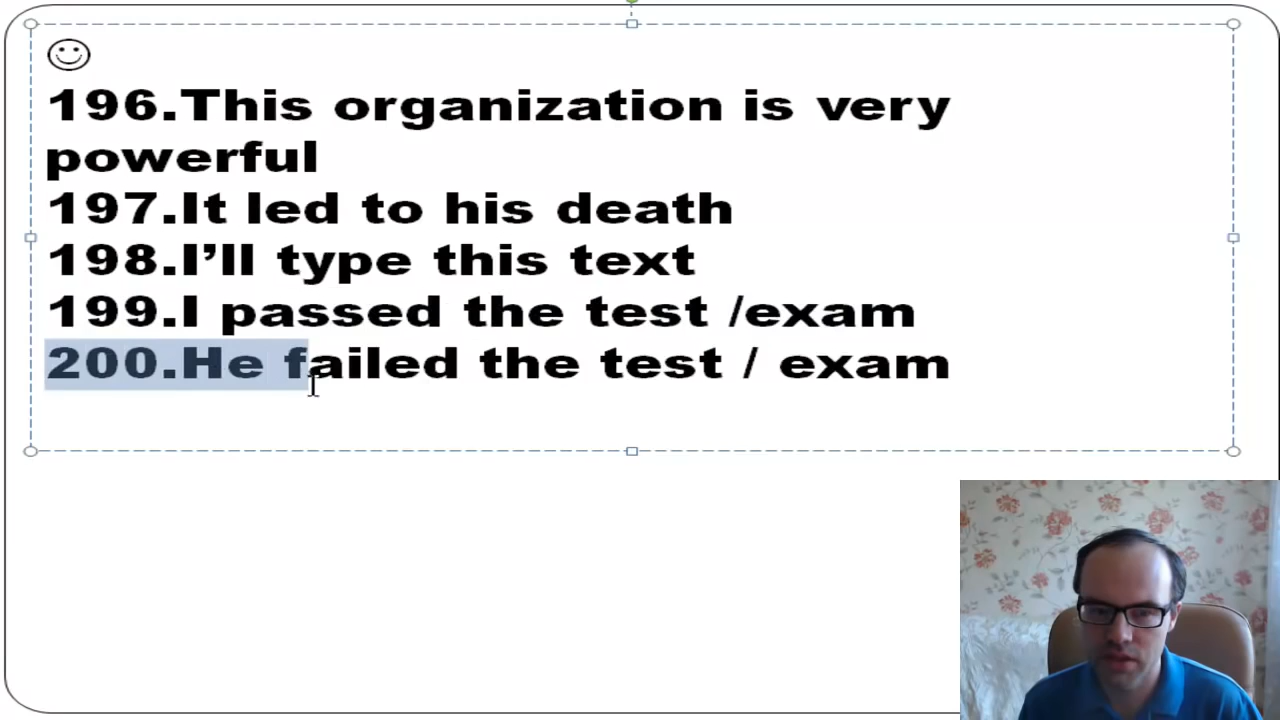 196.This organization is very
powerful
197.It led to his death
198.I’ll type this text
199.I passed the test /exam
200.He failed the test / exam